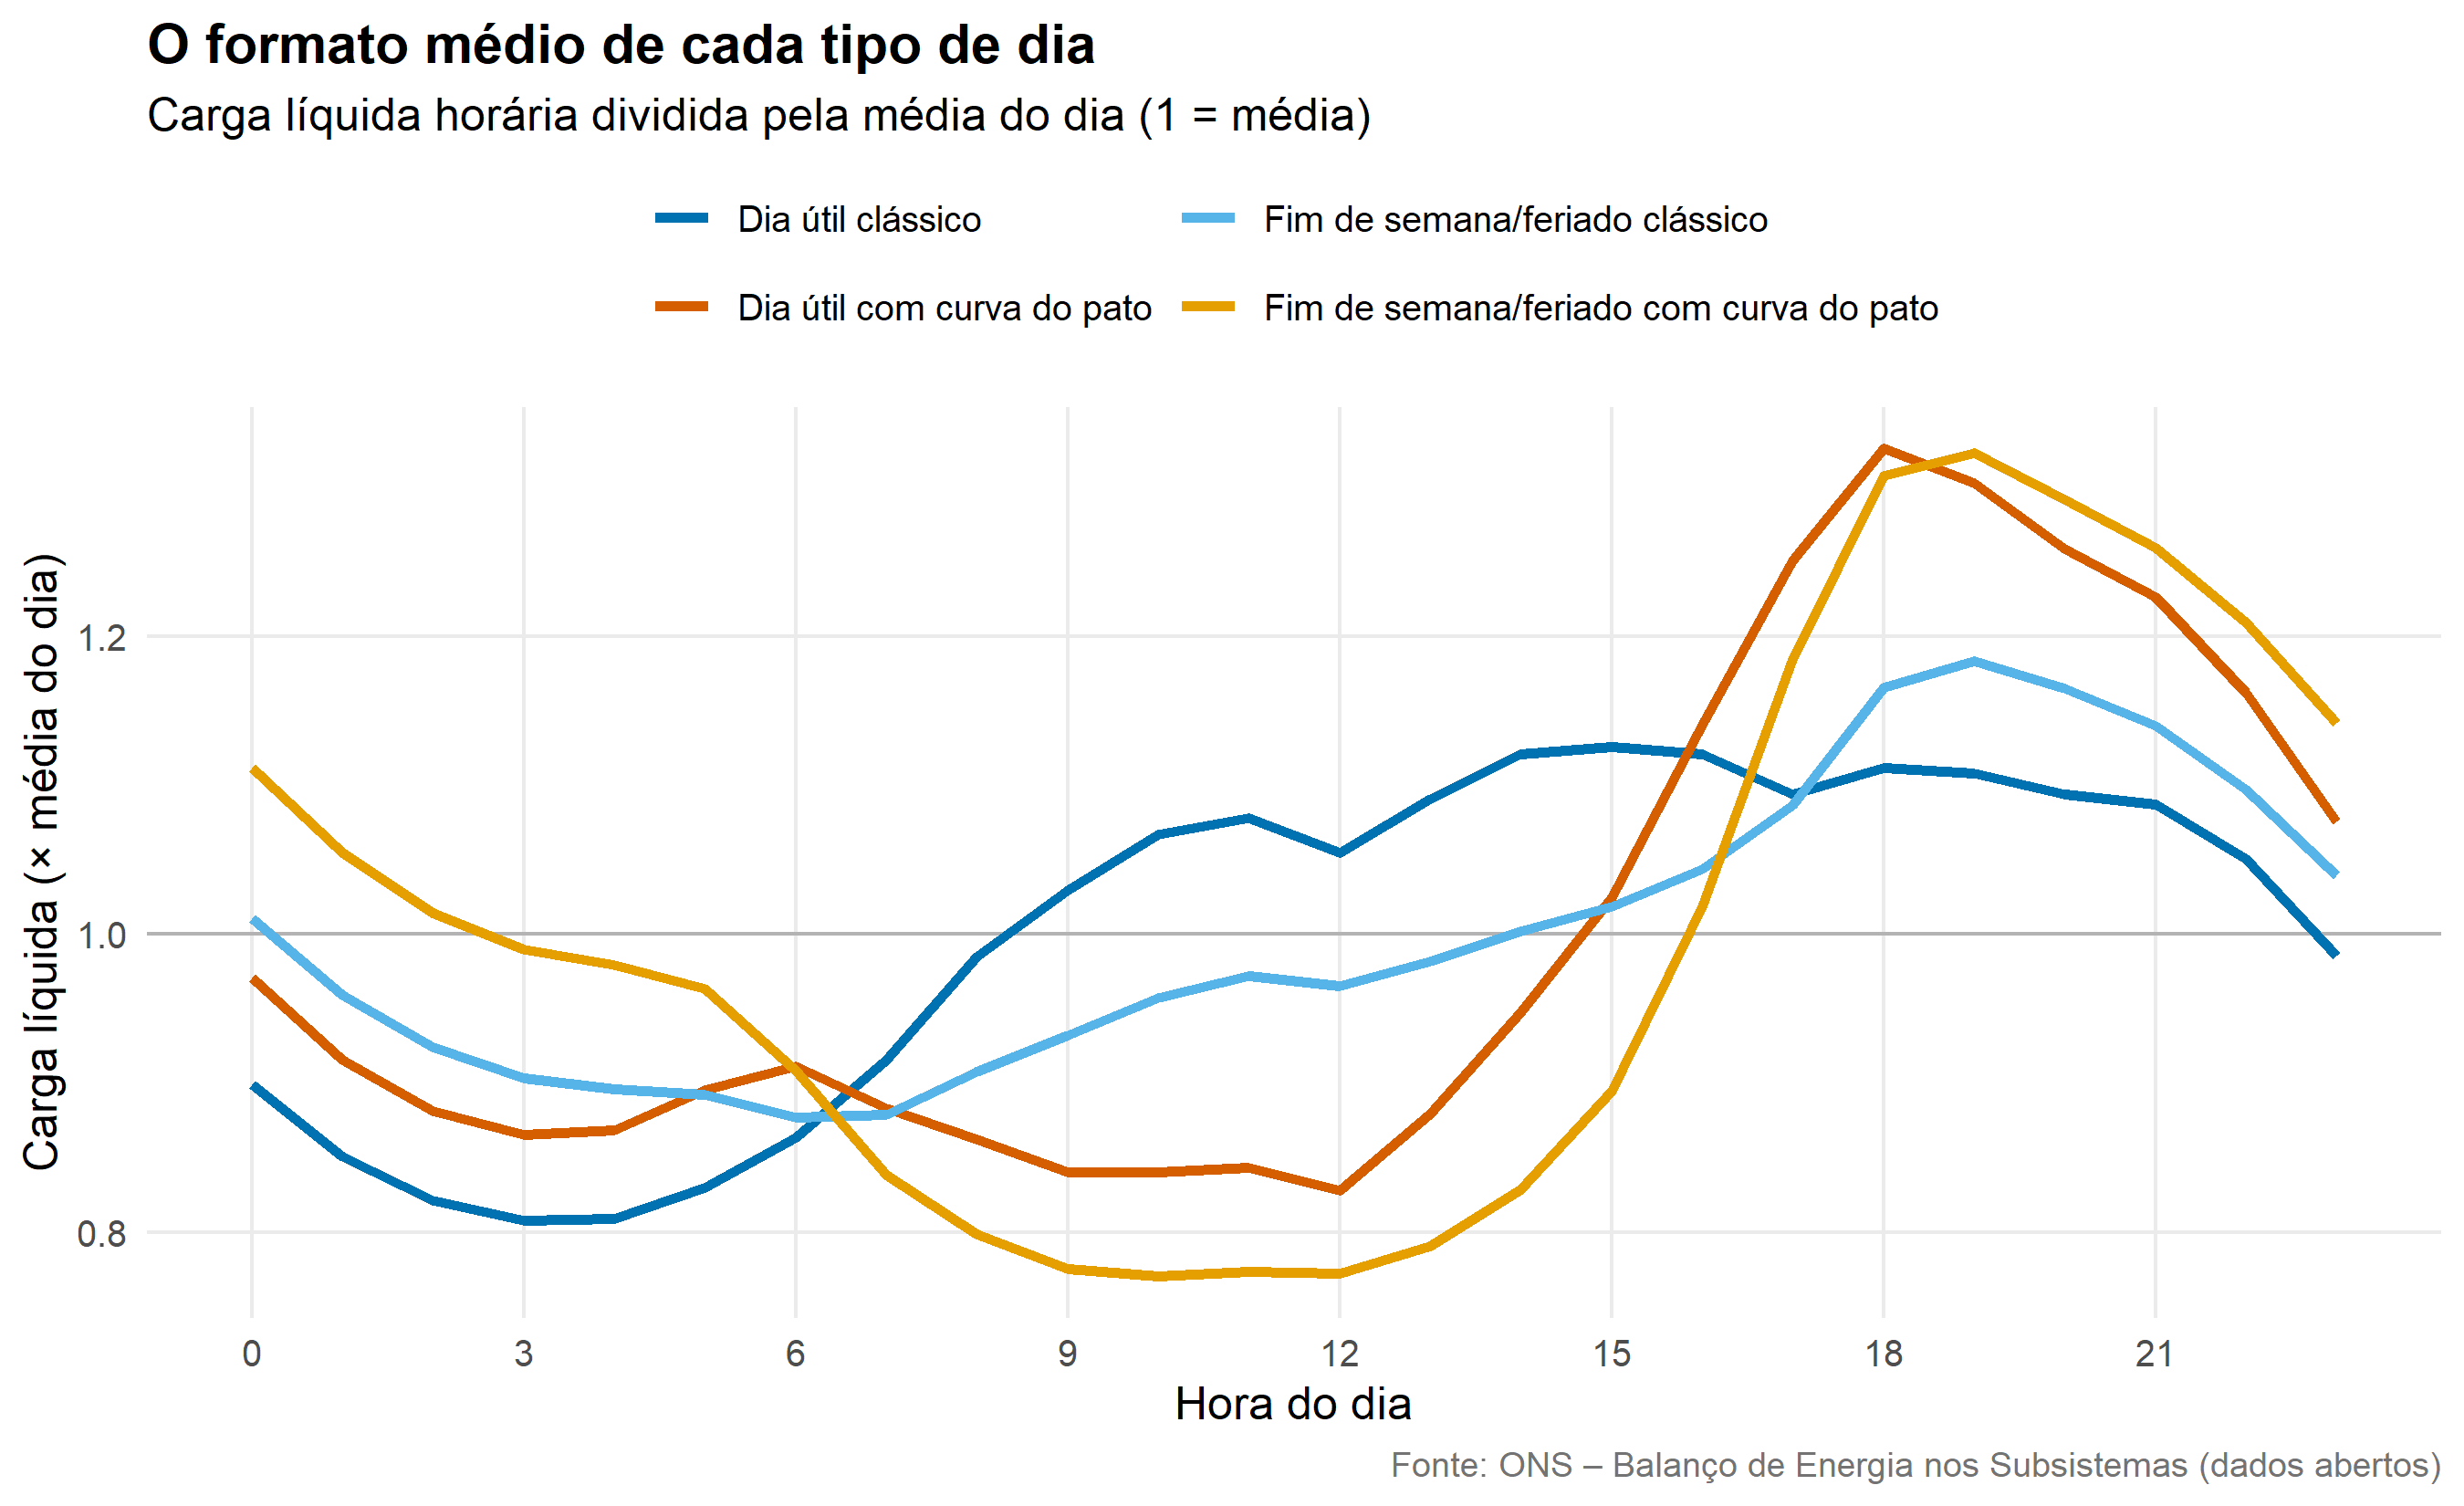 O formato médio de cada tipo de dia
Carga líquida horária dividida pela média do dia (1 = média)
Dia útil clássico
Fim de semana/feriado clássico
Dia útil com curva do pato
Fim de semana/feriado com curva do pato
Carga líquida (× média do dia)
1.2
1.0
0.8
0 3 6 9 12 15 18 21
Hora do dia
Fonte: ONS – Balanço de Energia nos Subsistemas (dados abertos)